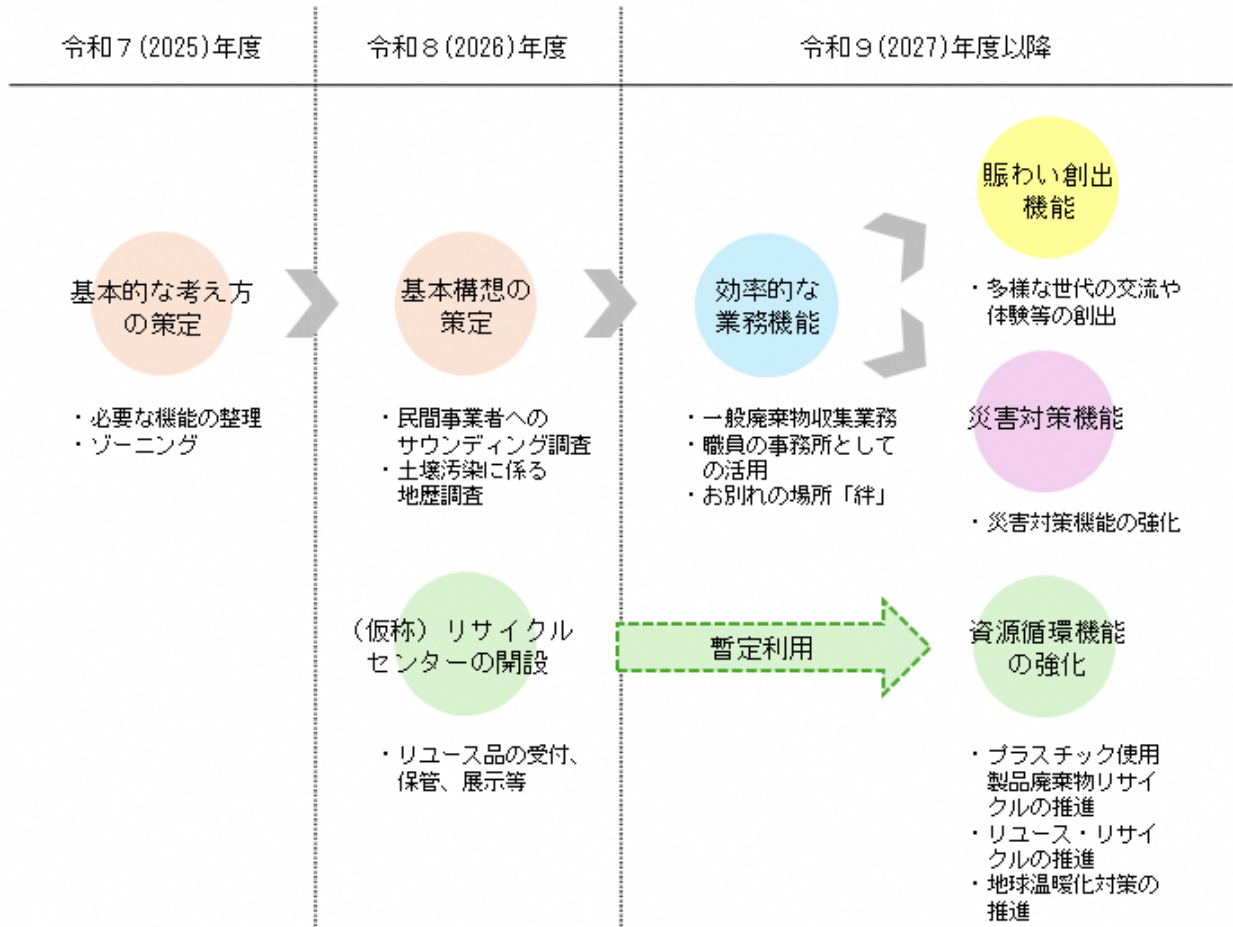 令和７(2025)年度
令和８(2026)年度
令和９(2027)年度以降
基本的な考え方
の策定
・必要な機能の整理
・ゾーニング
基本構想の
策定
・民間事業者への
サウンディング調査
・土壌汚染に係る
地歴調査
効率的な
業務機能
・一般廃棄物収集業務
・職員の事務所として
の活用
・お別れの場所「絆」
賑わい創出
機能
・多様な世代の交流や
体験等の創出
災害対策機能
・災害対策機能の強化
（仮称）リサイクル
センターの開設
・リユース品の受付、
保管、展示等
暫定利用
資源循環機能
の強化
・プラスチック使用
製品廃棄物リサイ
クルの推進
・リユース・リサイ
クルの推進
・地球温暖化対策の
推進